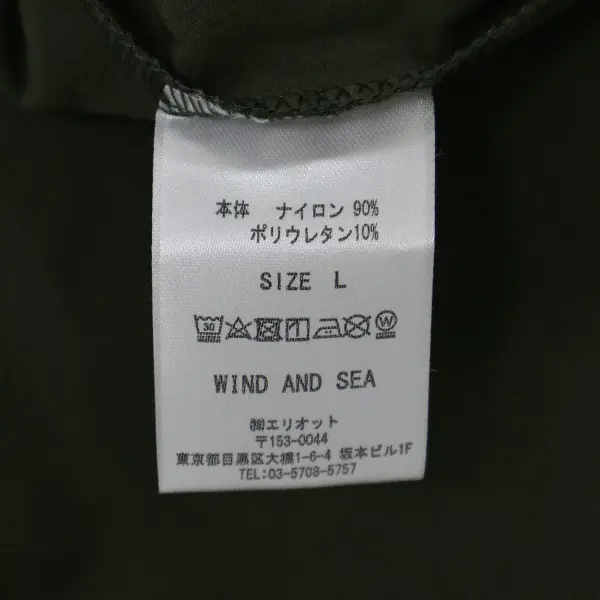 本体 ナイロン 90%
ポリウレタン10%
SIZE L
30 W
WIND AND SEA
㈱エリオット
〒153-0044
東京都目黒区大橋1-6-4 坂本ビル1F
TEL:03-5708-5757